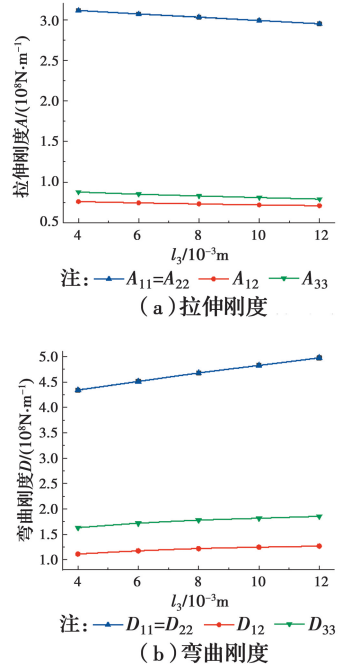 3.0
2.5
2.0
1.5
1.0
0.5
拉伸刚度A/(10⁸N·m⁻¹)
4 6 8 10 12
l₃/10⁻³m
注: A₁₁=A₂₂ A₁₂ A₃₃
(a)拉伸刚度
5.0
4.5
4.0
3.5
3.0
2.5
2.0
1.5
1.0
弯曲刚度D/(10⁸N·m⁻¹)
4 6 8 10 12
l₃/10⁻³m
注: D₁₁=D₂₂ D₁₂ D₃₃
(b)弯曲刚度